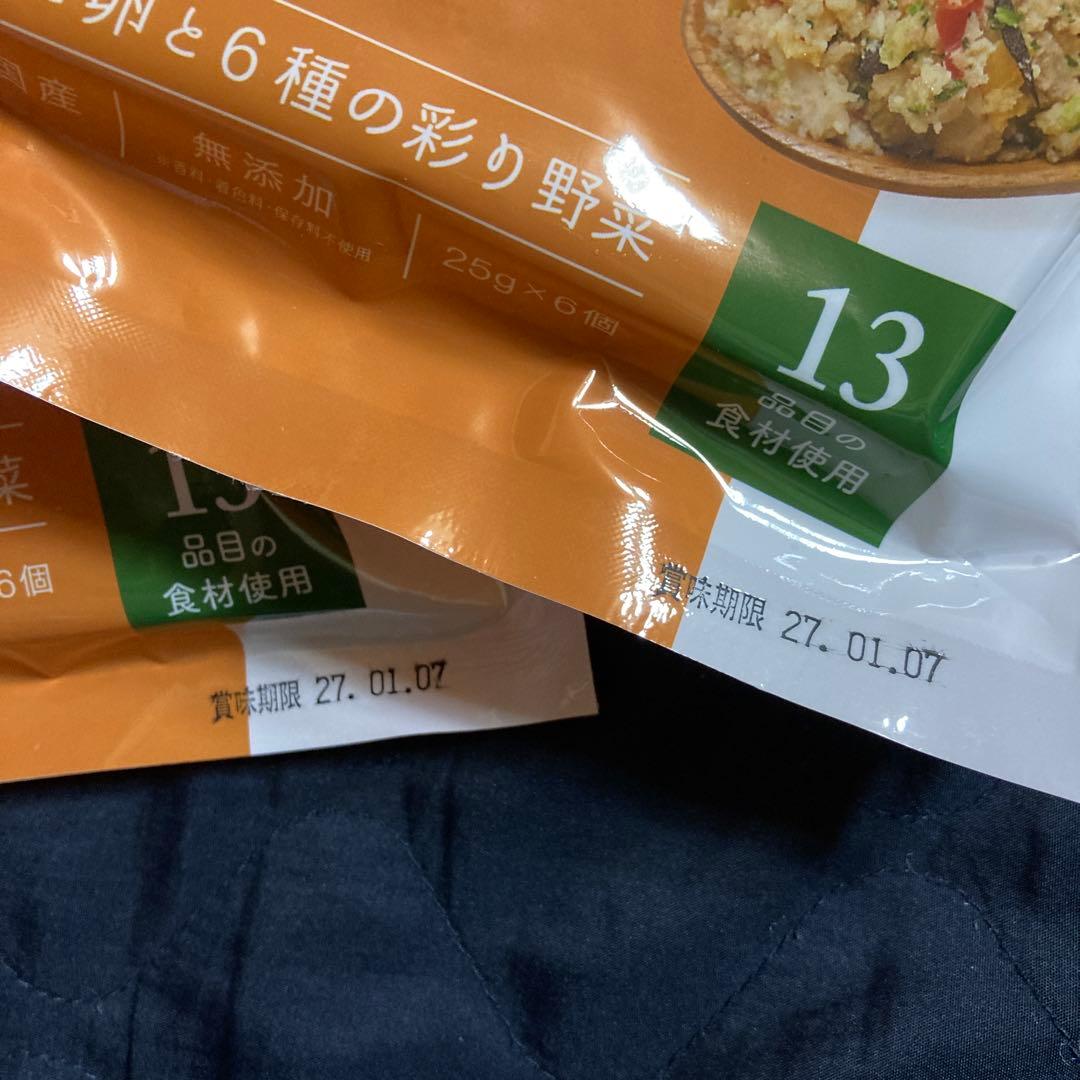 卵と6種の彩り野菜
国産
無添加
※香料・着色料・保存料不使用
25g×6個
13
品目の
食材使用
賞味期限 27. 01.07
菜
6個
13
品目の
食材使用
賞味期限 27. 01.07